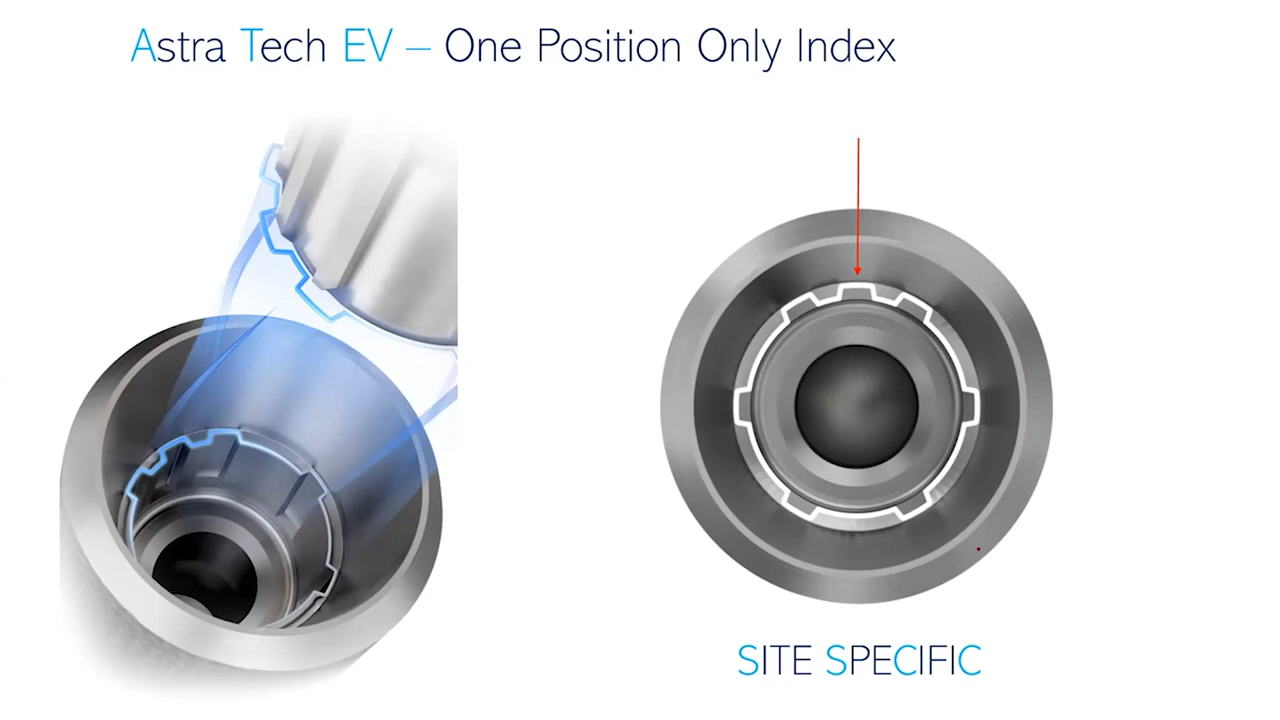 Astra Tech EV – One Position Only Index
SITE SPECIFIC